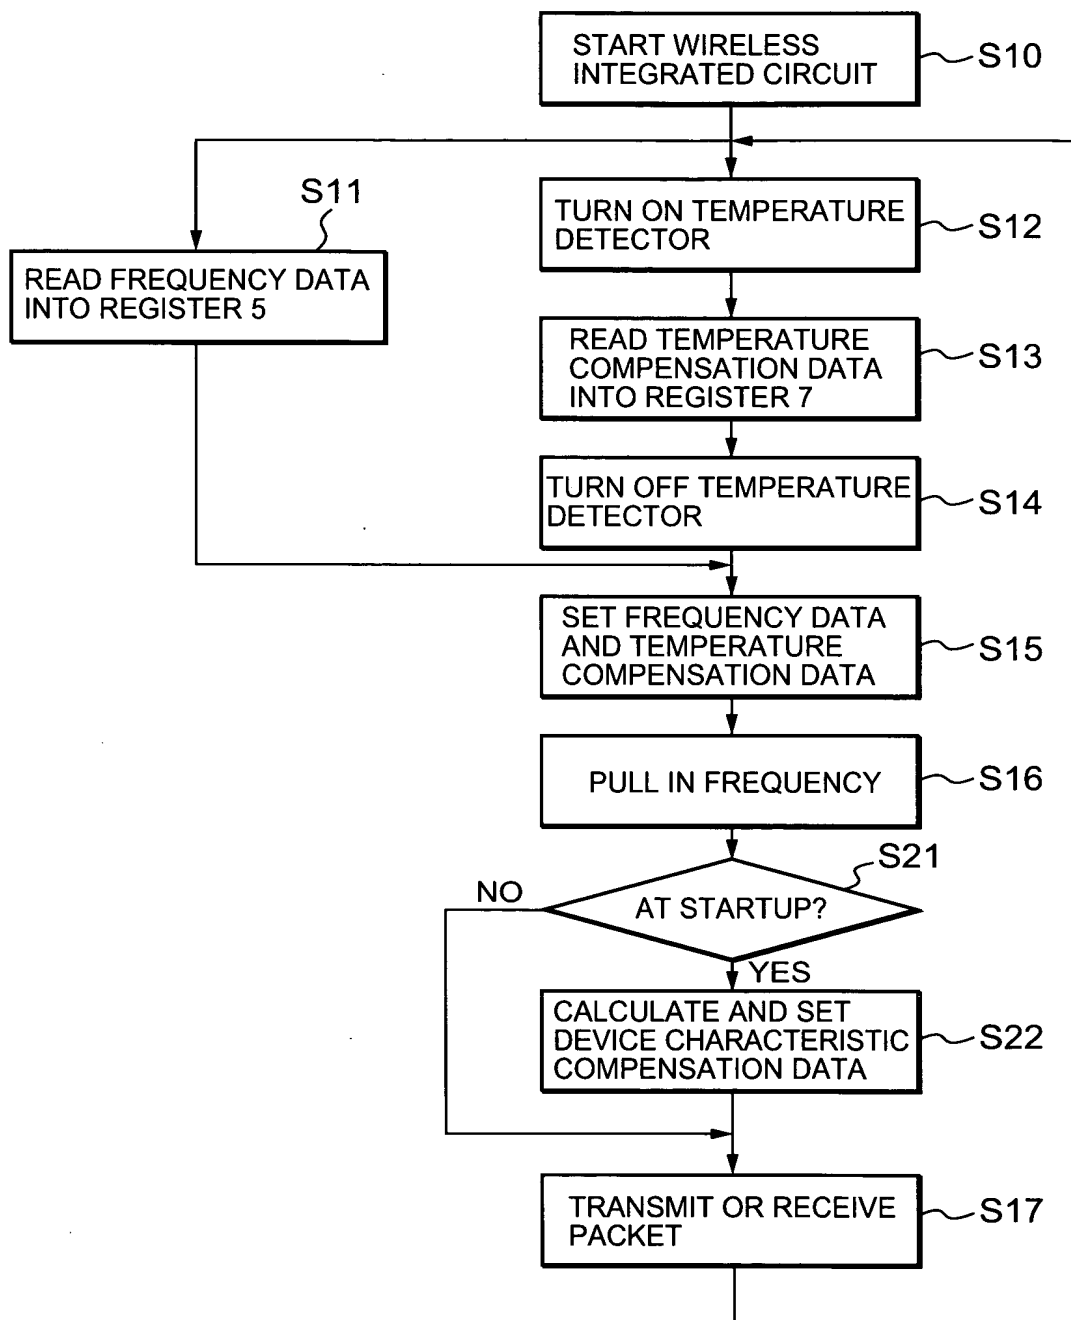 START WIRELESS
INTEGRATED CIRCUIT
S10
S11
READ FREQUENCY DATA
INTO REGISTER 5
TURN ON TEMPERATURE
DETECTOR
S12
READ TEMPERATURE
COMPENSATION DATA
INTO REGISTER 7
S13
TURN OFF TEMPERATURE
DETECTOR
S14
SET FREQUENCY DATA
AND TEMPERATURE
COMPENSATION DATA
S15
PULL IN FREQUENCY
S16
S21
AT STARTUP?
NO
YES
CALCULATE AND SET
DEVICE CHARACTERISTIC
COMPENSATION DATA
S22
TRANSMIT OR RECEIVE
PACKET
S17